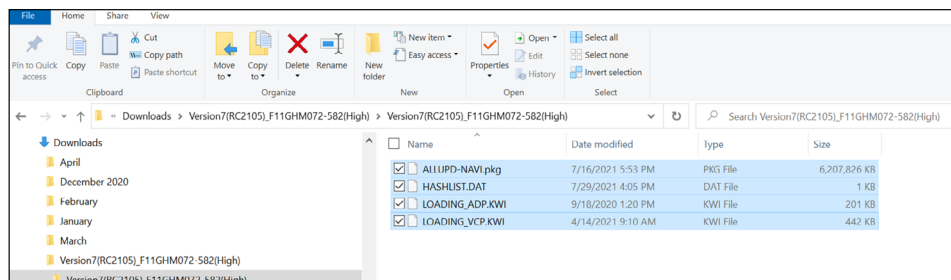 File Home Share View
Pin to Quick access
Copy
Paste
Cut
Copy path
Paste shortcut
Clipboard
Move to
Copy to
Delete
Rename
Organize
New folder
New item
Easy access
New
Properties
Open
Edit
History
Open
Select all
Select none
Invert selection
Select
« Downloads > Version7(RC2105)_F11GHM072-582(High) > Version7(RC2105)_F11GHM072-582(High)
Search Version7(RC2105)_F11GHM072-582(High)
Downloads
April
December 2020
February
January
March
Version7(RC2105)_F11GHM072-582(High)
Version7(RC2105)_F11GHM072-582(High)
Name Date modified Type Size
ALLUPD-NAVI.pkg 7/16/2021 5:53 PM PKG File 6,207,826 KB
HASHLIST.DAT 7/29/2021 4:05 PM DAT File 1 KB
LOADING_ADP.KWI 9/18/2020 1:20 PM KWI File 201 KB
LOADING_VCP.KWI 4/14/2021 9:10 AM KWI File 442 KB